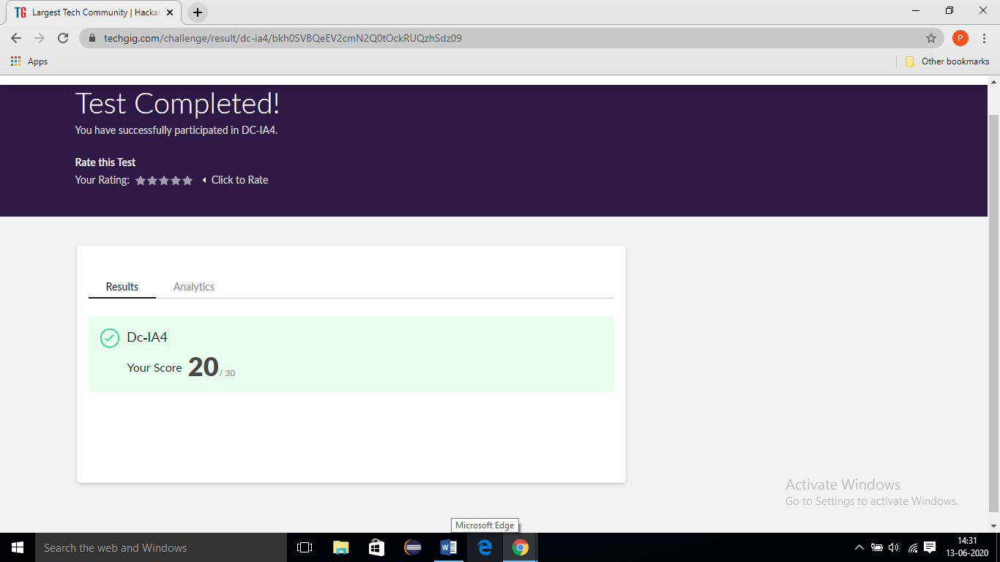 TG Largest Tech Community | Hacka
techgig.com/challenge/result/dc-ia4/bkh0SVBQeEV2cmN2Q0tOckRUQzhSdz09
P
Apps
Other bookmarks
Test Completed!
You have successfully participated in DC-IA4.
Rate this Test
Your Rating:
Click to Rate
Results
Analytics
Dc-IA4
Your Score 20 / 30
Activate Windows
Go to Settings to activate Windows.
Microsoft Edge
Search the web and Windows
14:31
13-06-2020